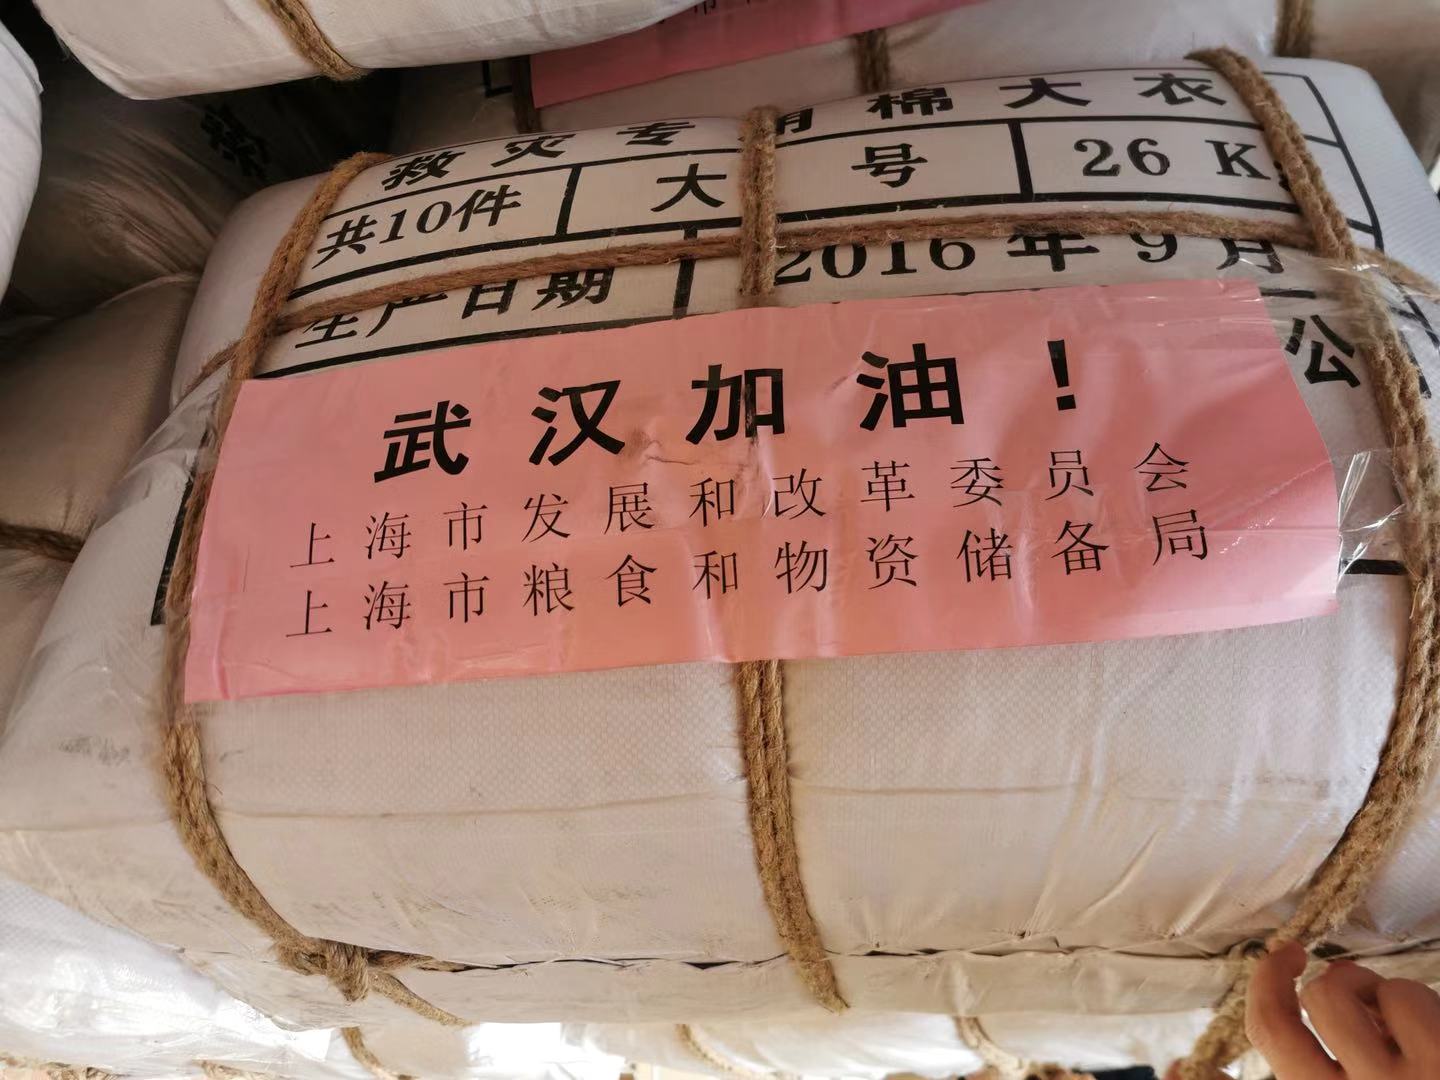 救灾专用棉大衣
共10件 大号 26 K
生产日期 2016年9月
公
武汉加油！
上海市发展和改革委员会
上海市粮食和物资储备局